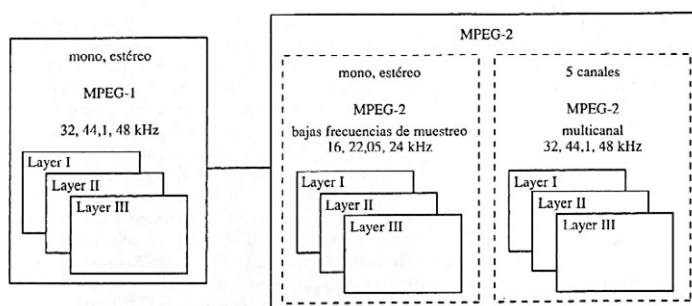 mono, estéreo
MPEG-1
32, 44,1, 48 kHz
Layer I
Layer II
Layer III
MPEG-2
mono, estéreo
MPEG-2
bajas frecuencias de muestreo
16, 22,05, 24 kHz
Layer I
Layer II
Layer III
5 canales
MPEG-2
multicanal
32, 44,1, 48 kHz
Layer I
Layer II
Layer III